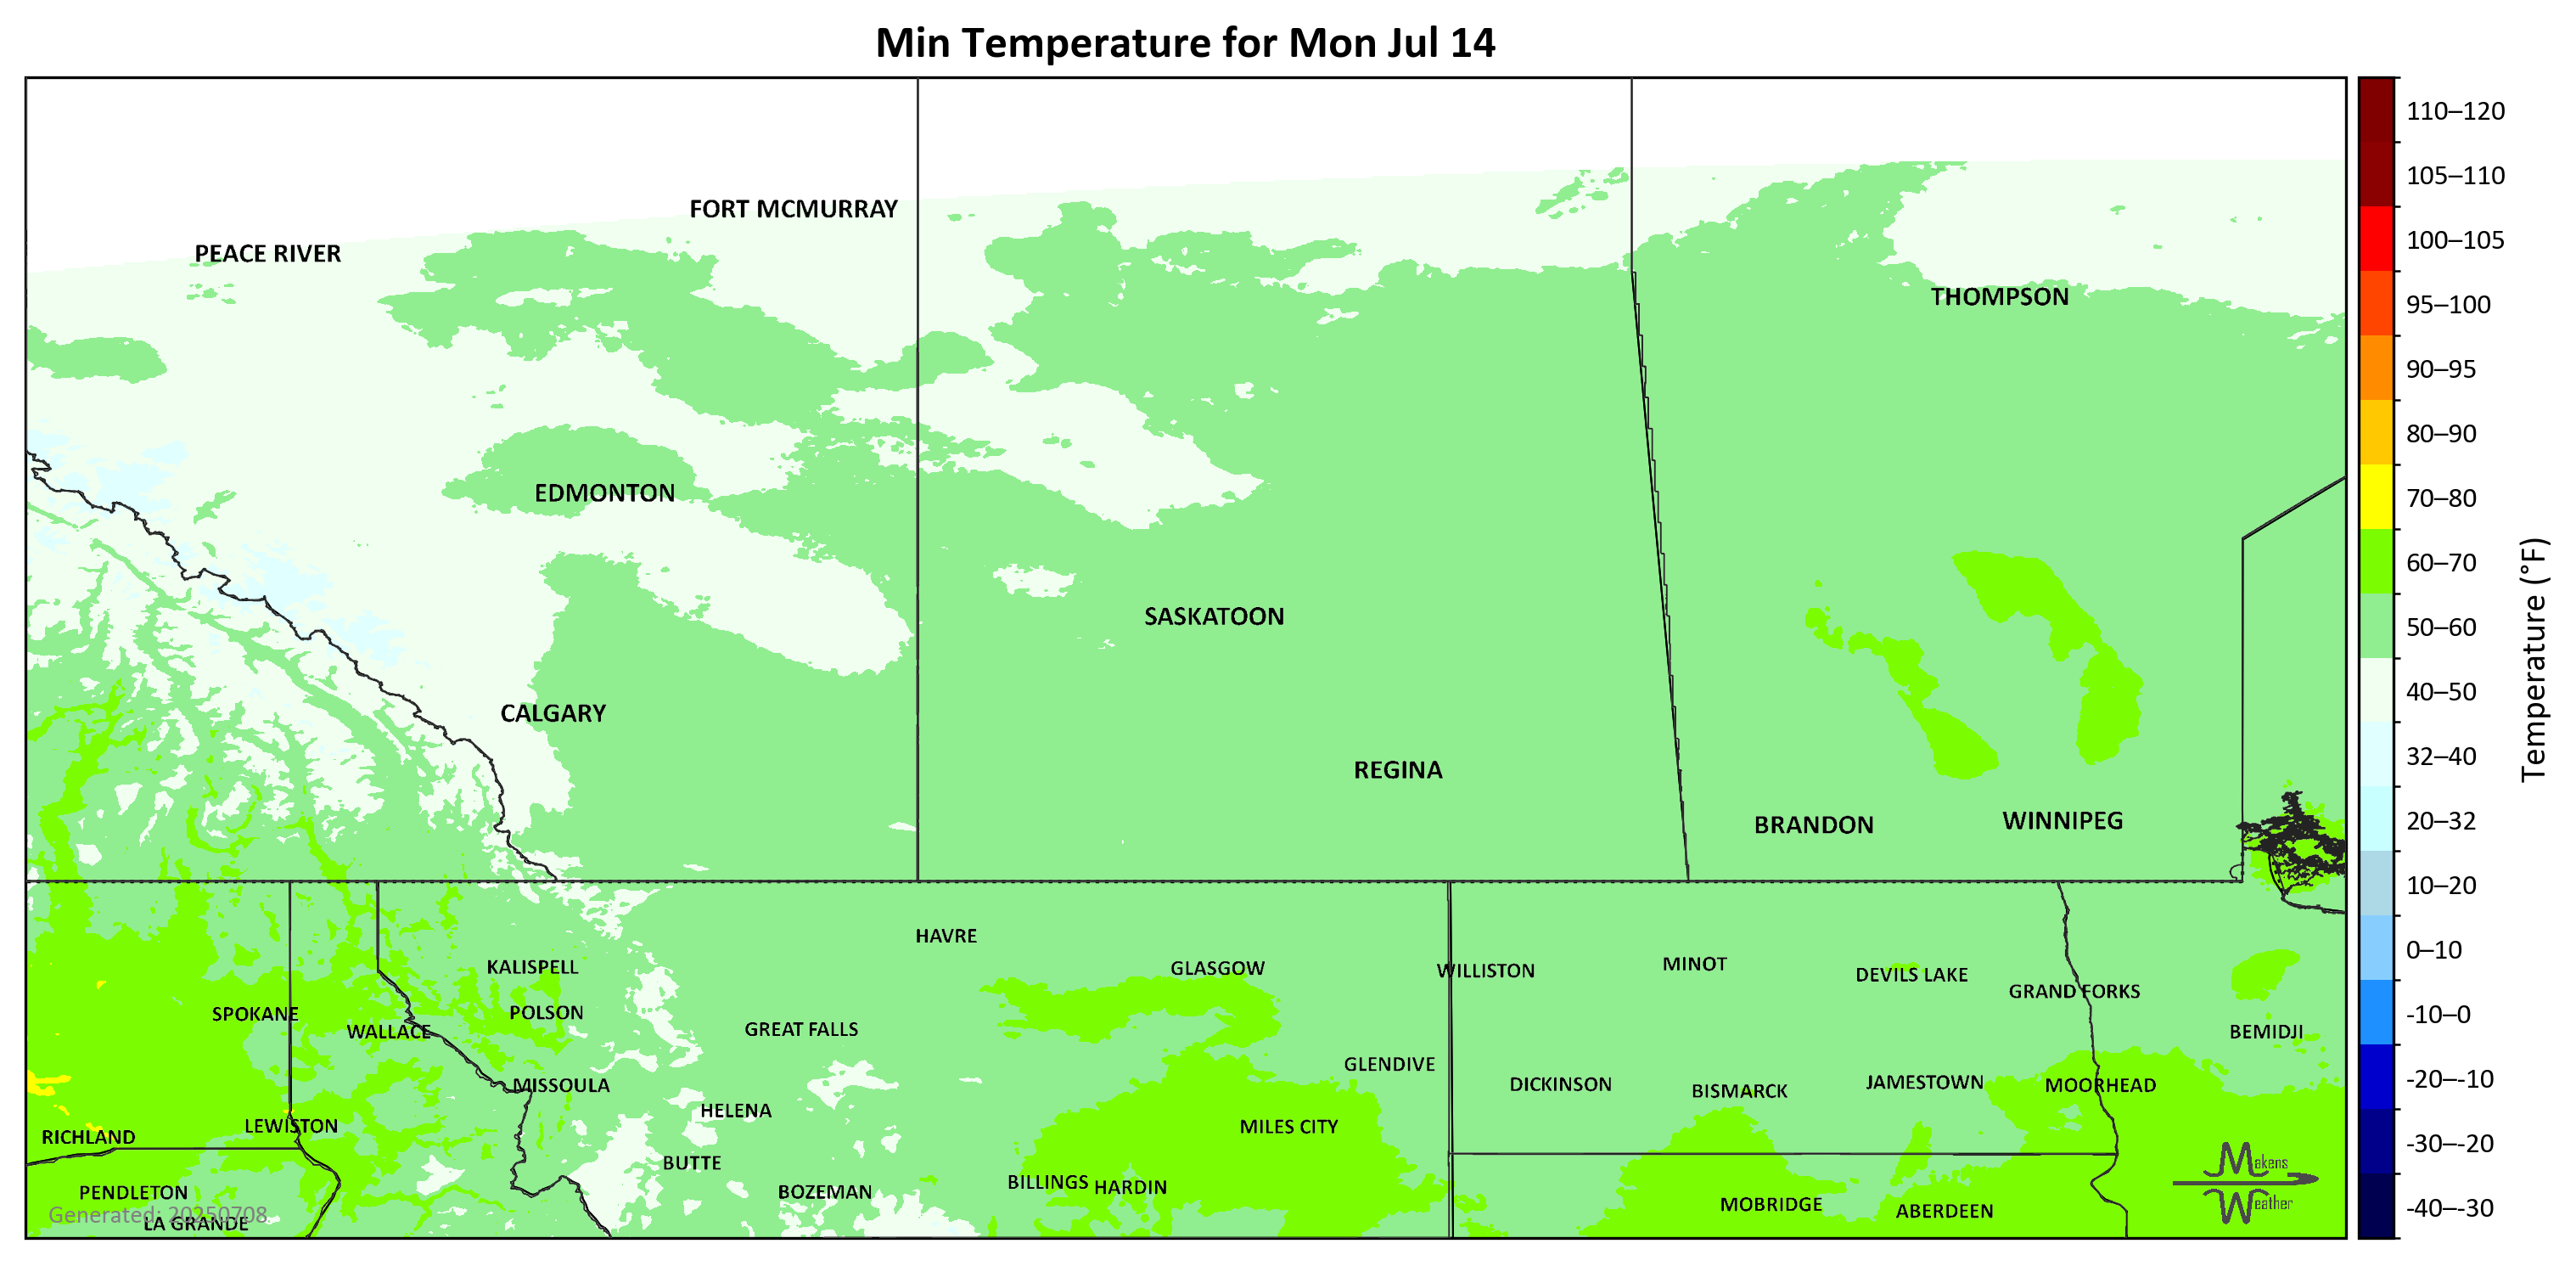 Min Temperature for Mon Jul 14
FORT MCMURRAY
PEACE RIVER
THOMPSON
EDMONTON
SASKATOON
CALGARY
REGINA
BRANDON
WINNIPEG
HAVRE
KALISPELL
GLASGOW
WILLISTON
MINOT
DEVILS LAKE
GRAND FORKS
SPOKANE
POLSON
WALLACE
GREAT FALLS
BEMIDJI
GLENDIVE
MISSOULA
DICKINSON
BISMARCK
JAMESTOWN
MOORHEAD
HELENA
LEWISTON
MILES CITY
RICHLAND
BUTTE
BILLINGS
HARDIN
BOZEMAN
PENDLETON
MOBRIDGE
ABERDEEN
Generated: 20250708
LA GRANDE
Makens
Weather
110–120
105–110
100–105
95–100
90–95
80–90
70–80
60–70
50–60
40–50
32–40
20–32
10–20
0–10
-10–0
-20–-10
-30–-20
-40–-30
Temperature (°F)